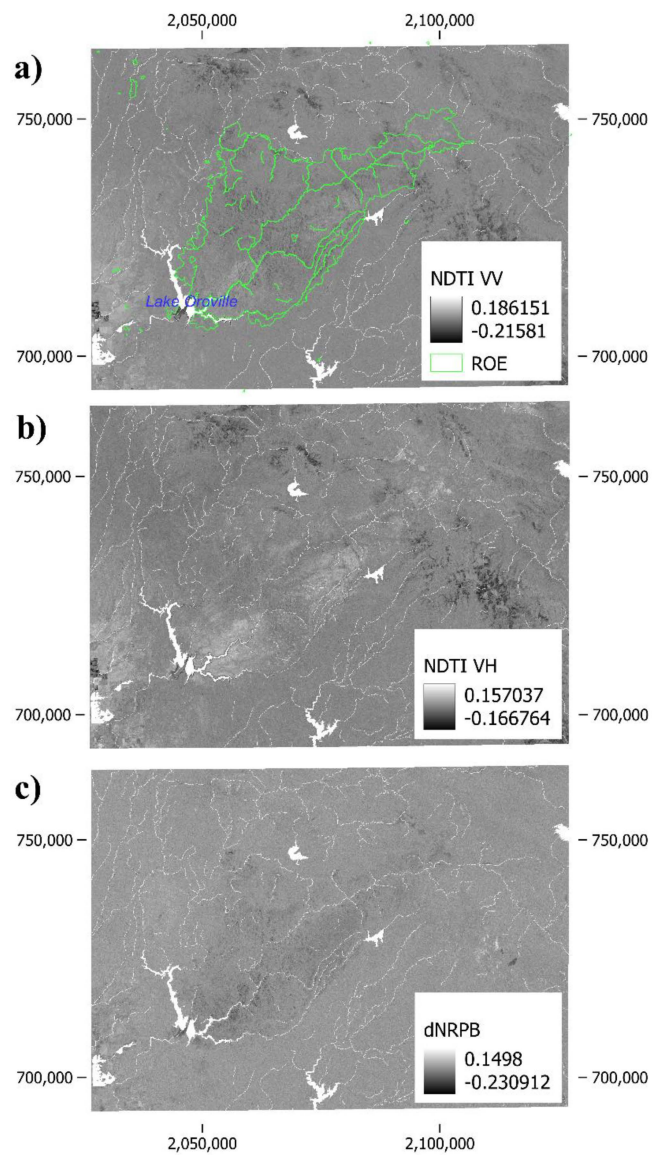 2,050,000 2,100,000
a)
750,000 750,000
Lake Oroville
NDTI VV
0.186151
-0.21581
ROE
700,000 700,000
b)
750,000 750,000
NDTI VH
0.157037
-0.166764
700,000 700,000
c)
750,000 750,000
dNRPB
0.1498
-0.230912
700,000 700,000
2,050,000 2,100,000